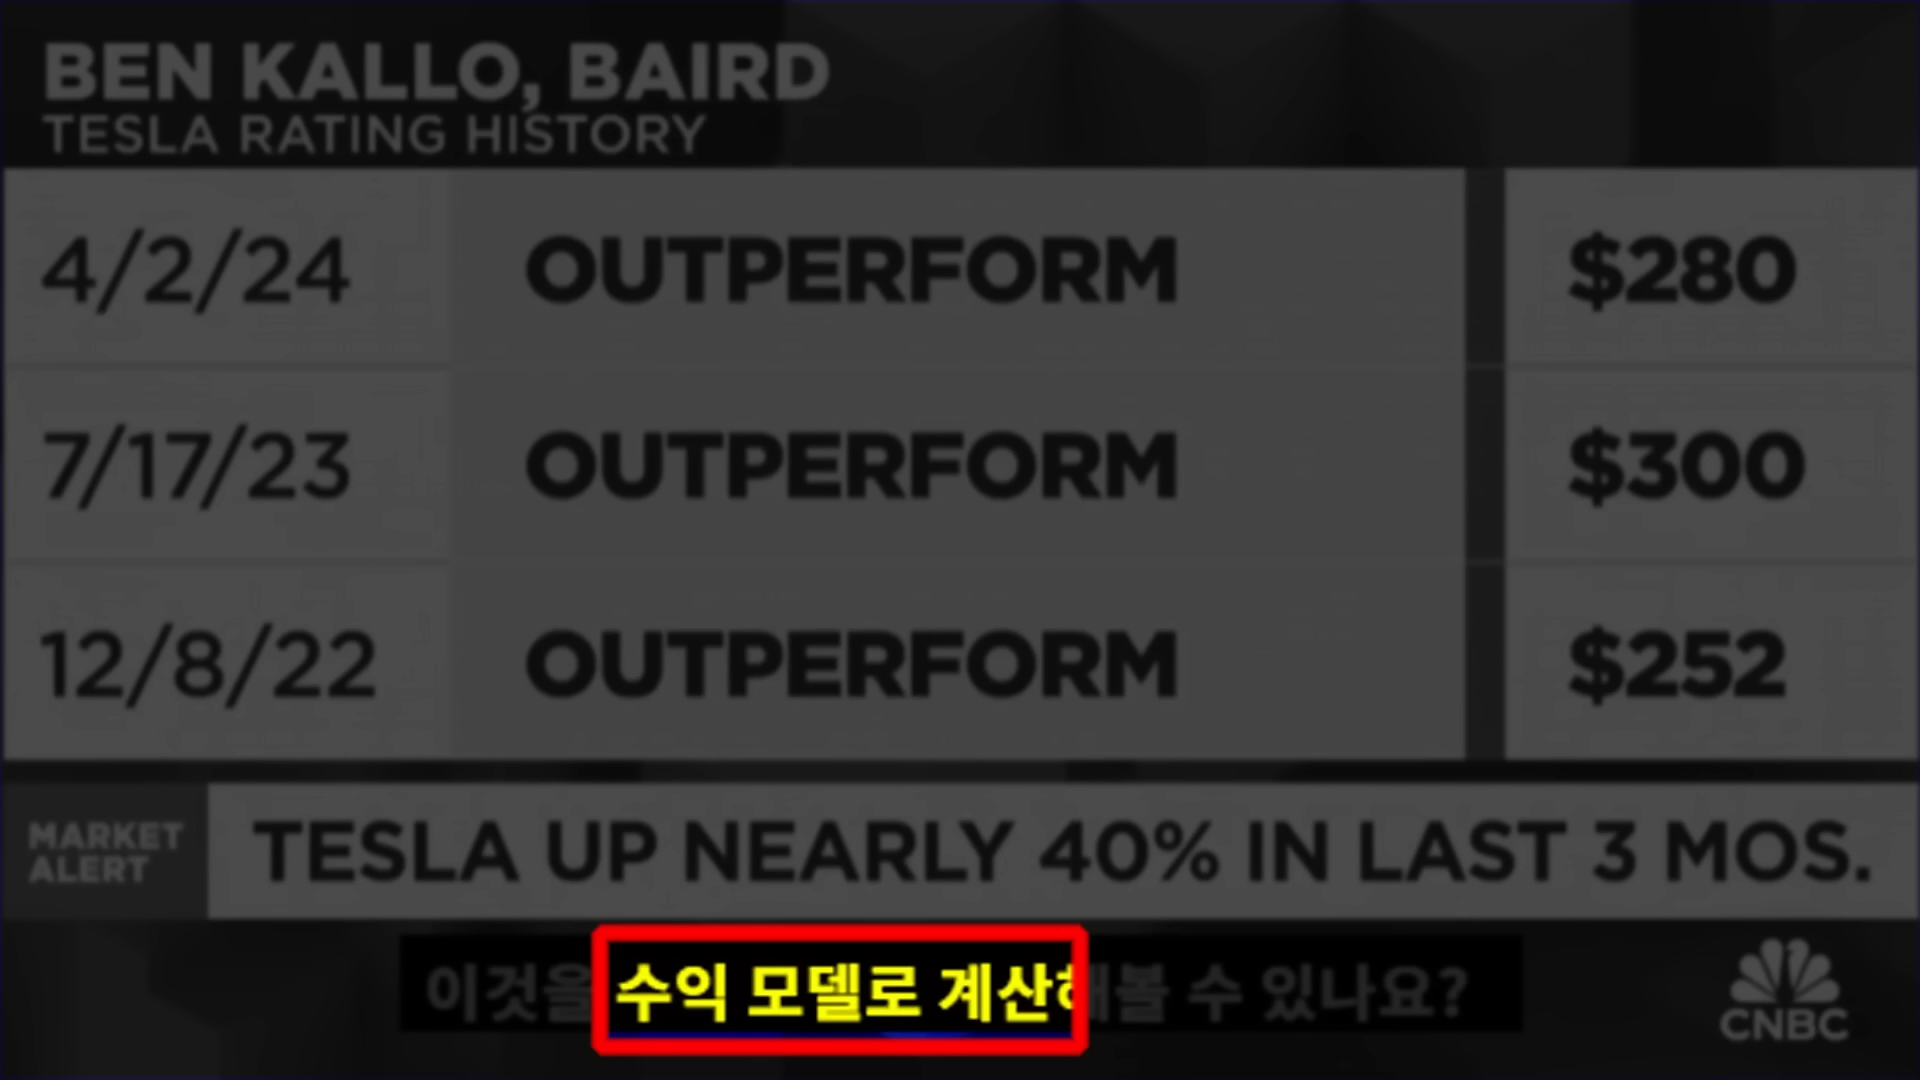 BEN KALLO, BAIRD
TESLA RATING HISTORY
4/2/24 OUTPERFORM $280
7/17/23 OUTPERFORM $300
12/8/22 OUTPERFORM $252
MARKET ALERT
TESLA UP NEARLY 40% IN LAST 3 MOS.
이것을 수익 모델로 계산해볼 수 있나요?
CNBC